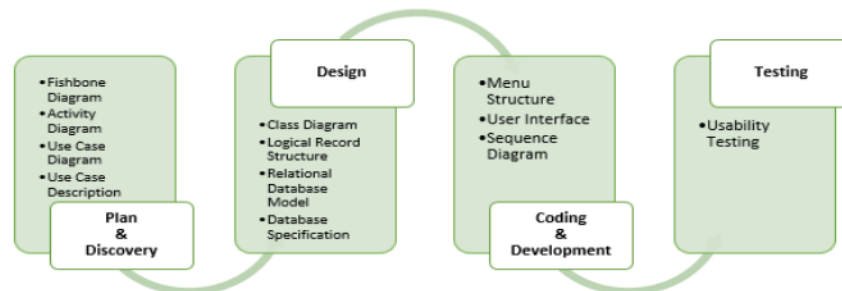 •Fishbone
Diagram
•Activity
Diagram
•Use Case
Diagram
•Use Case
Description
Plan
&
Discovery
Design
•Class Diagram
•Logical Record
Structure
•Relational
Database
Model
•Database
Specification
•Menu
Structure
•User Interface
•Sequence
Diagram
Coding
&
Development
Testing
•Usability
Testing